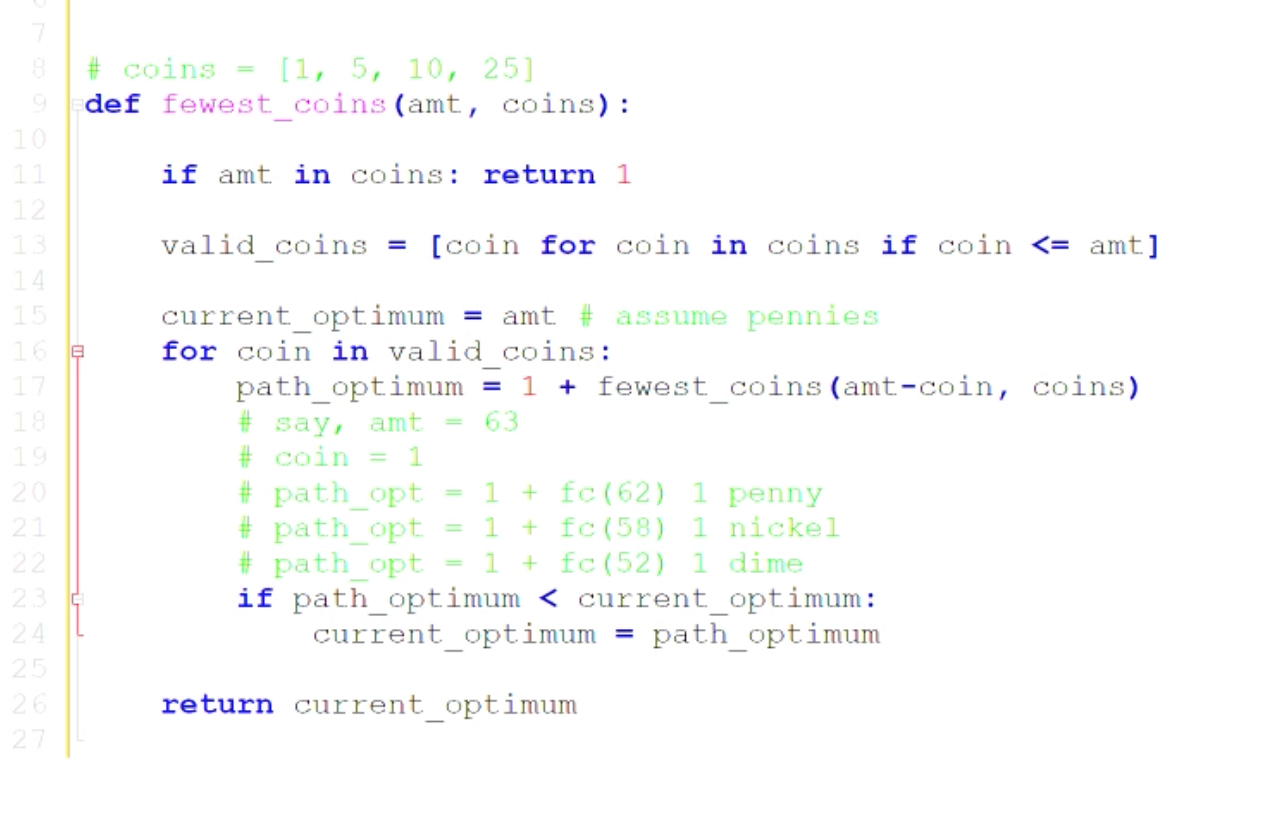 6
7
8 # coins = [1, 5, 10, 25]
9 def fewest_coins(amt, coins):
10
11 if amt in coins: return 1
12
13 valid_coins = [coin for coin in coins if coin <= amt]
14
15 current_optimum = amt # assume pennies
16 for coin in valid_coins:
17 path_optimum = 1 + fewest_coins(amt-coin, coins)
18 # say, amt = 63
19 # coin = 1
20 # path_opt = 1 + fc(62) 1 penny
21 # path_opt = 1 + fc(58) 1 nickel
22 # path_opt = 1 + fc(52) 1 dime
23 if path_optimum < current_optimum:
24 current_optimum = path_optimum
25
26 return current_optimum
27